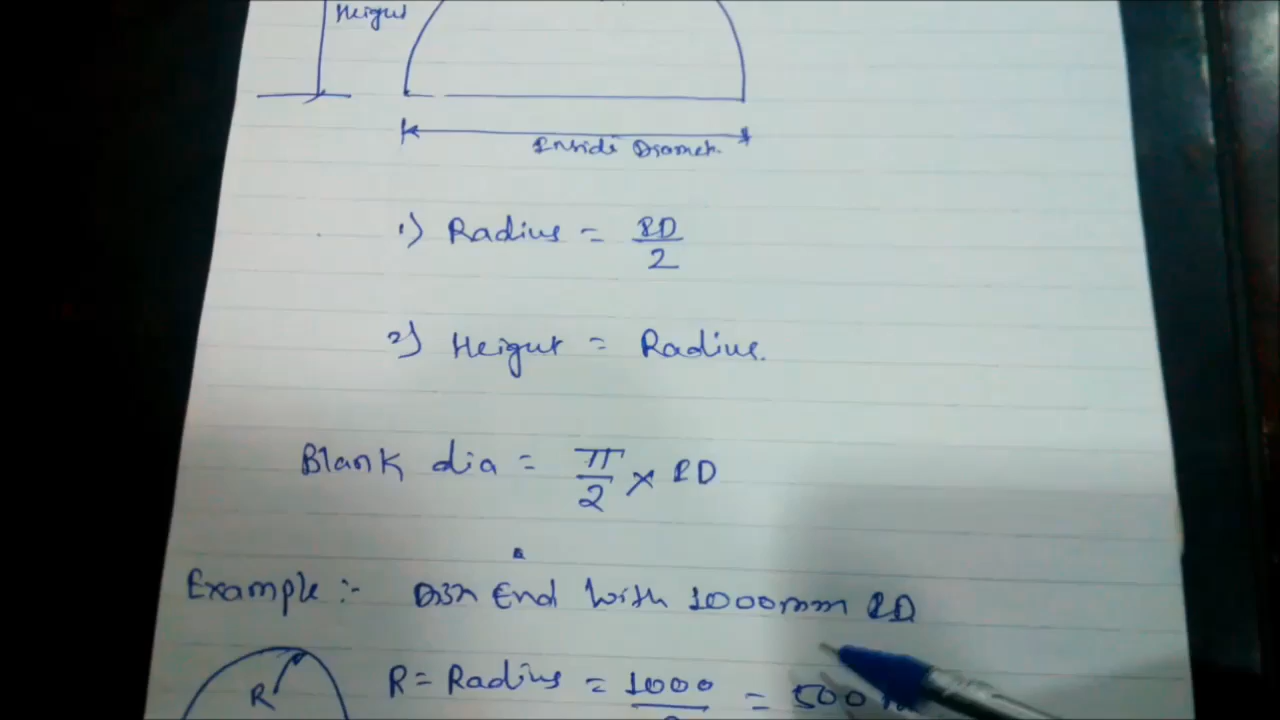 Height
Inside Diamet.
1) Radius = ID/2
2) Height = Radius.
Blank dia = π/2 × ID
Example :- End With 1000mm ID
R
R = Radius = 1000 = 500